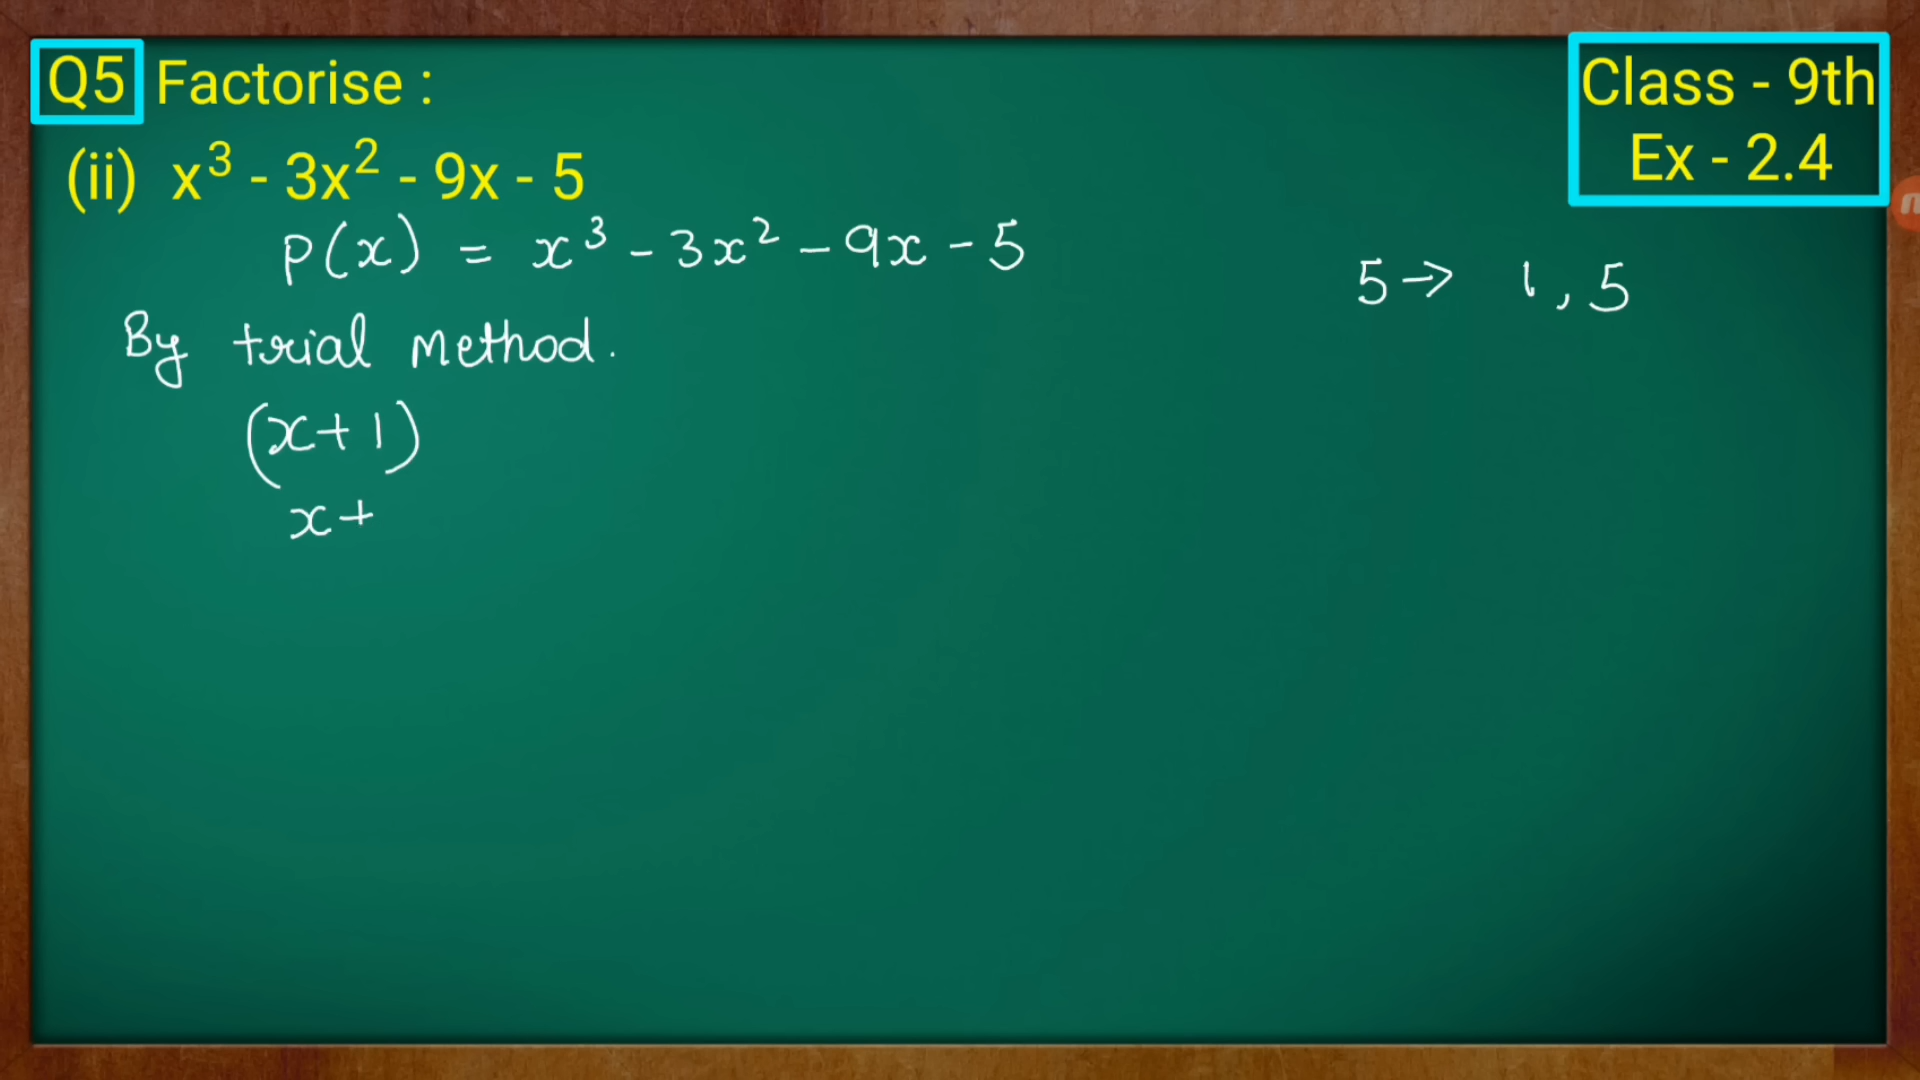 Q5 Factorise :
Class - 9th
Ex - 2.4
(ii) x³ - 3x² - 9x - 5
p(x) = x³ - 3x² - 9x - 5
5 → 1, 5
By trial method.
(x+1)
x+